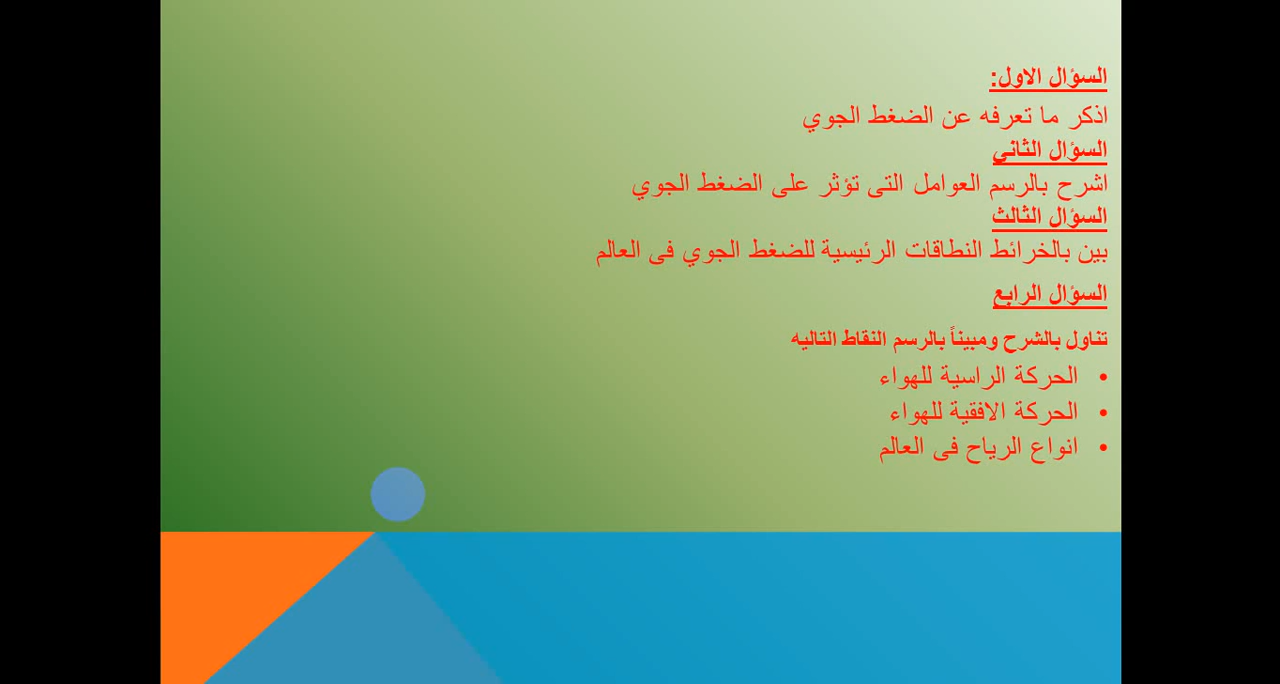 السؤال الاول:
اذكر ما تعرفه عن الضغط الجوي
السؤال الثاني
اشرح بالرسم العوامل التى تؤثر على الضغط الجوي
السؤال الثالث
بين بالخرائط النطاقات الرئيسية للضغط الجوي فى العالم
السؤال الرابع
تناول بالشرح ومبيناً بالرسم النقاط التاليه
• الحركة الراسية للهواء
• الحركة الافقية للهواء
• انواع الرياح فى العالم